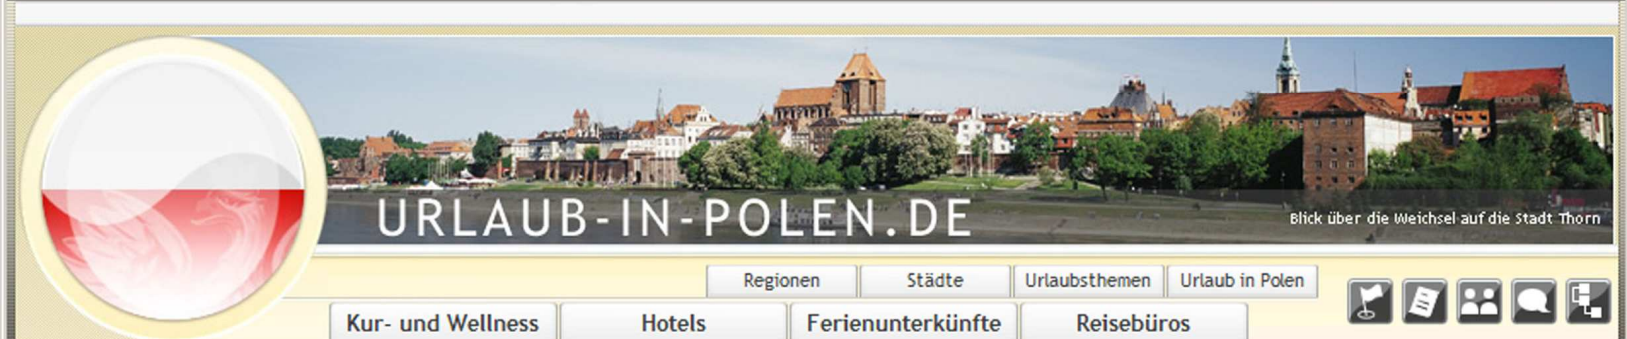 URLAUB-IN-POLEN.DE
Blick über die Weichsel auf die Stadt Thorn
Regionen Städte Urlaubsthemen Urlaub in Polen
Kur- und Wellness Hotels Ferienunterkünfte Reisebüros